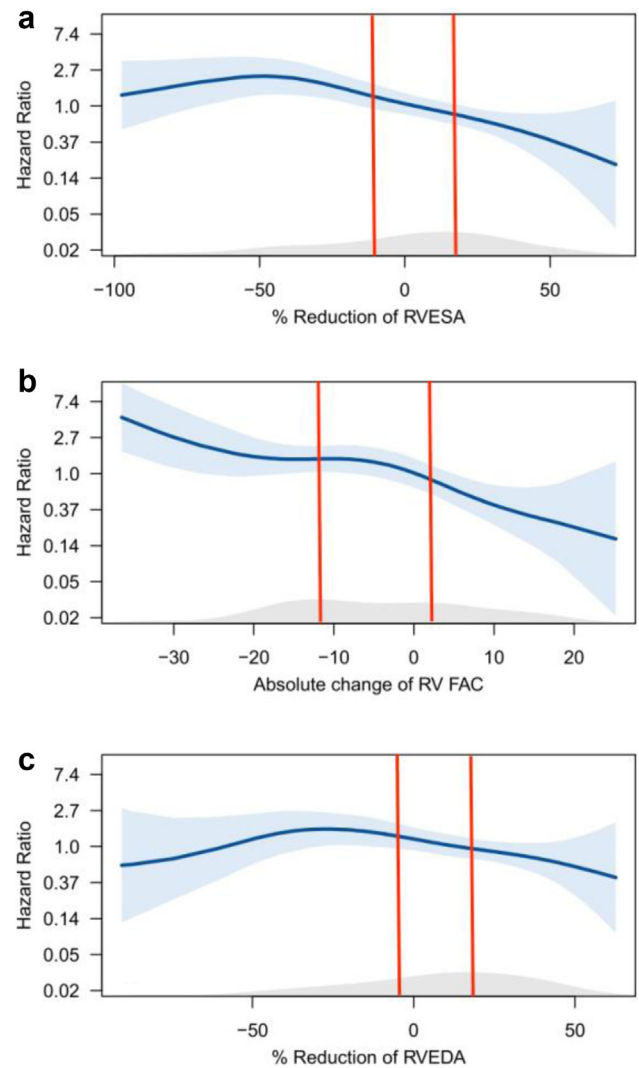 a
7.4
2.7
1.0
0.37
0.14
0.05
0.02
Hazard Ratio
−100 −50 0 50
% Reduction of RVESA
b
7.4
2.7
1.0
0.37
0.14
0.05
0.02
Hazard Ratio
−30 −20 −10 0 10 20
Absolute change of RV FAC
c
7.4
2.7
1.0
0.37
0.14
0.05
0.02
Hazard Ratio
−50 0 50
% Reduction of RVEDA